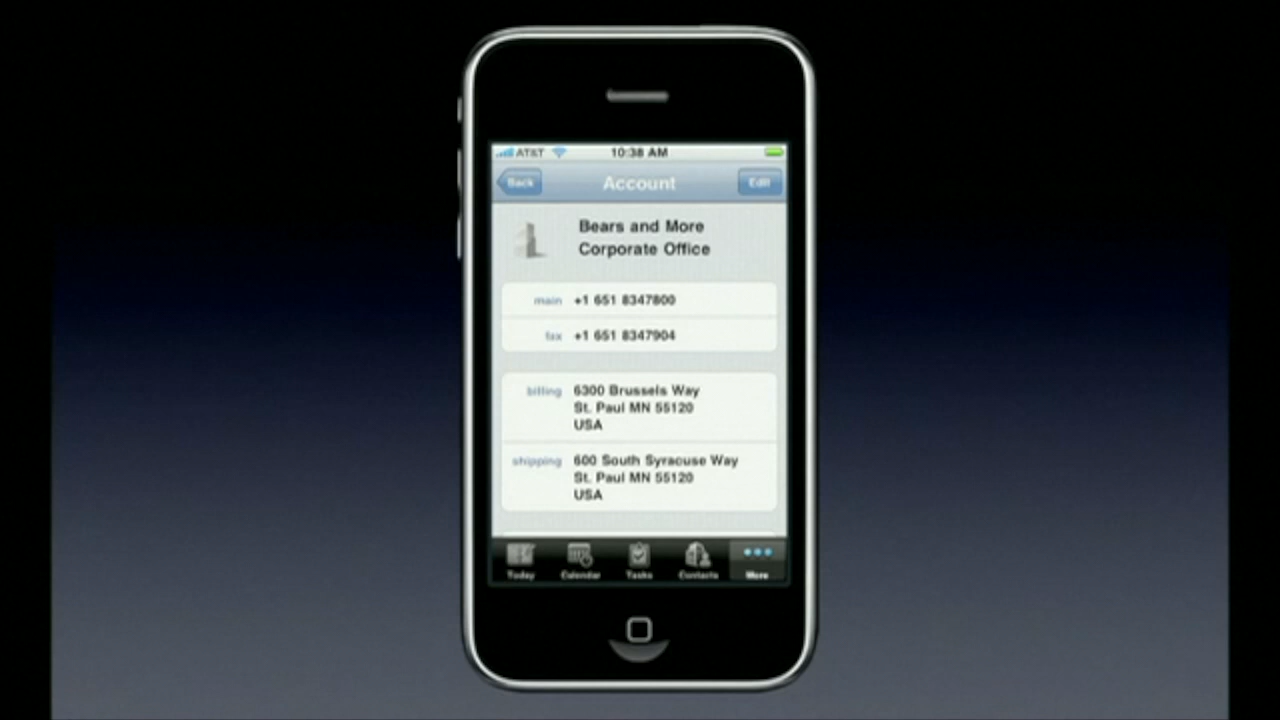 AT&T 10:38 AM
Back Account Edit
Bears and More
Corporate Office
main +1 651 8347800
fax +1 651 8347904
billing 6300 Brussels Way
St. Paul MN 55120
USA
shipping 600 South Syracuse Way
St. Paul MN 55120
USA
Today Calendar Tasks Contacts More